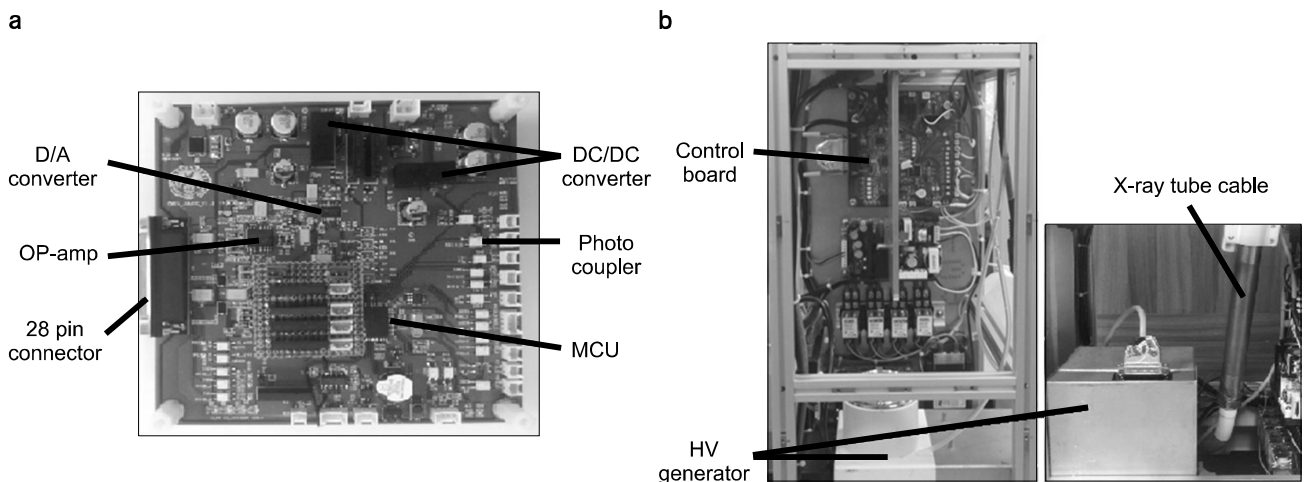 a
D/A
converter
OP-amp
28 pin
connector
DC/DC
converter
Photo
coupler
MCU
b
Control
board
X-ray tube cable
HV
generator